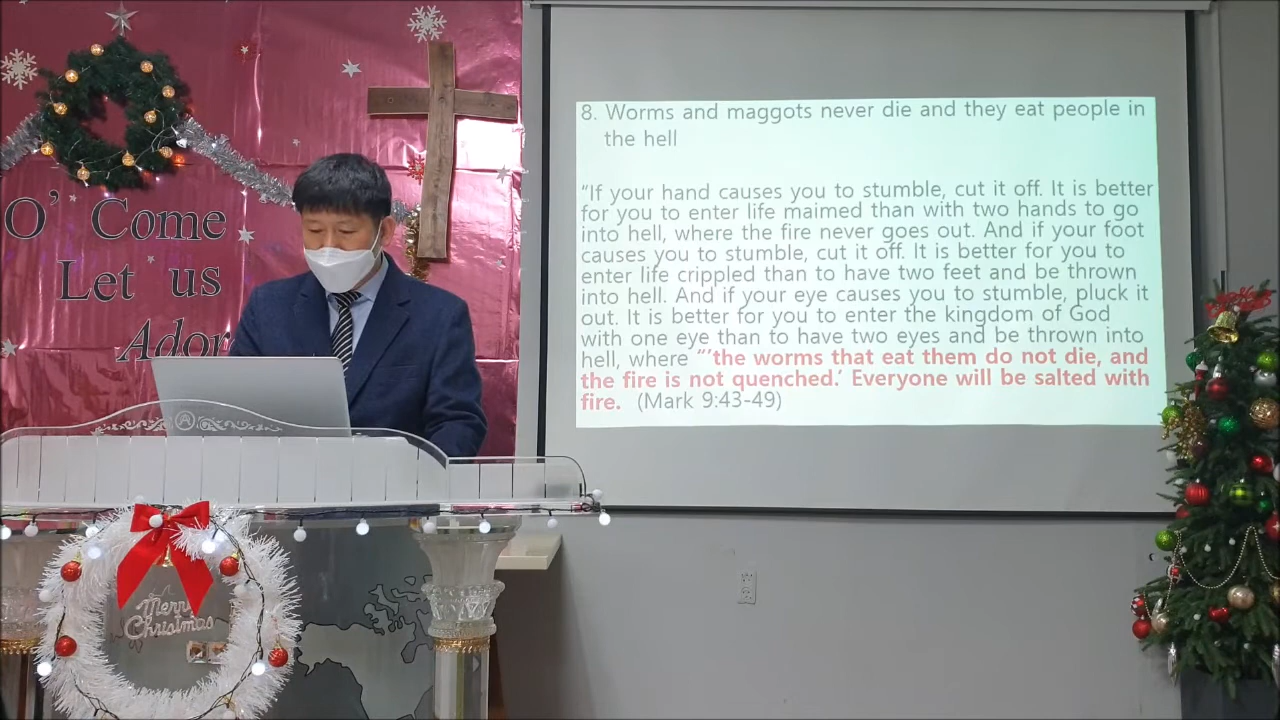 O' Come
Let us
Ador
8. Worms and maggots never die and they eat people in
the hell
“If your hand causes you to stumble, cut it off. It is better
for you to enter life maimed than with two hands to go
into hell, where the fire never goes out. And if your foot
causes you to stumble, cut it off. It is better for you to
enter life crippled than to have two feet and be thrown
into hell. And if your eye causes you to stumble, pluck it
out. It is better for you to enter the kingdom of God
with one eye than to have two eyes and be thrown into
hell, where “‘the worms that eat them do not die, and
the fire is not quenched.’ Everyone will be salted with
fire. (Mark 9:43-49)
Merry
Christmas